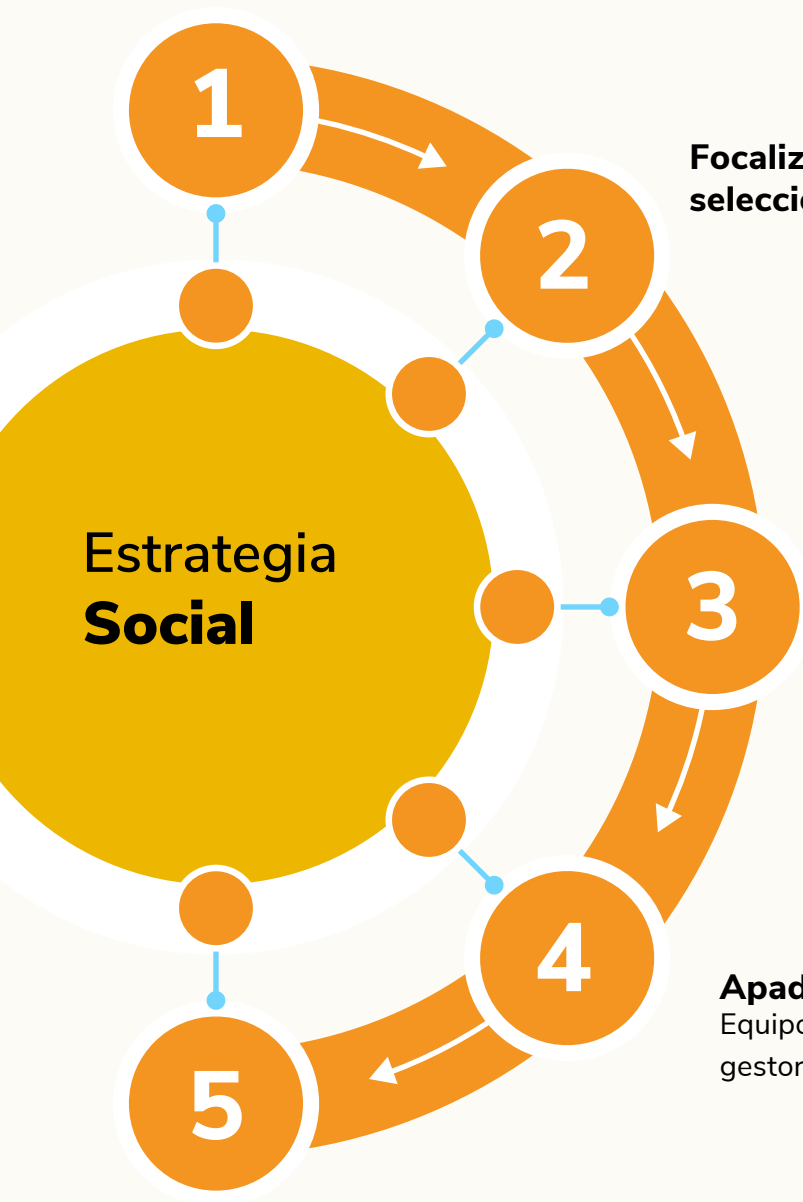 1
2
Focaliz
selecci
Estrategia
Social
3
4
Apad
Equipo
gestor
5